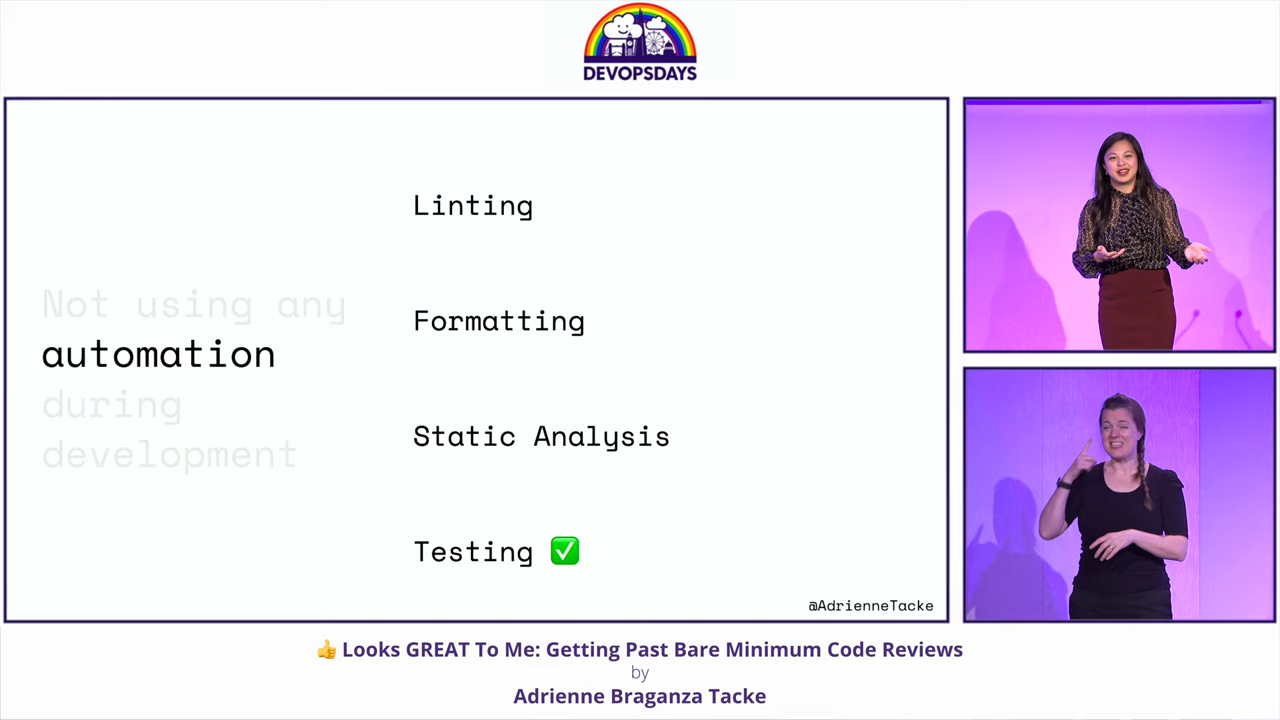 DEVOPSDAYS
Not using any
automation
during
development
Linting
Formatting
Static Analysis
Testing ✅
@AdrienneTacke
👍 Looks GREAT To Me: Getting Past Bare Minimum Code Reviews
by
Adrienne Braganza Tacke